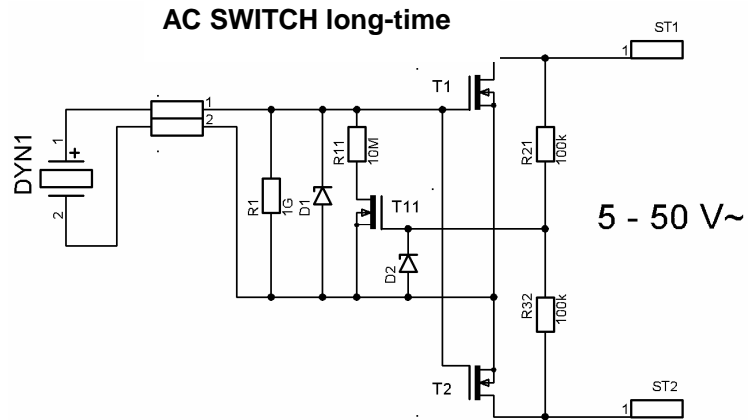 AC SWITCH long-time
ST1
1
T1
1
2
DYN1
1
+
2
R1
1G
D1
R11
10M
T11
D2
R21
100k
5 - 50 V~
R32
100k
T2
ST2
1